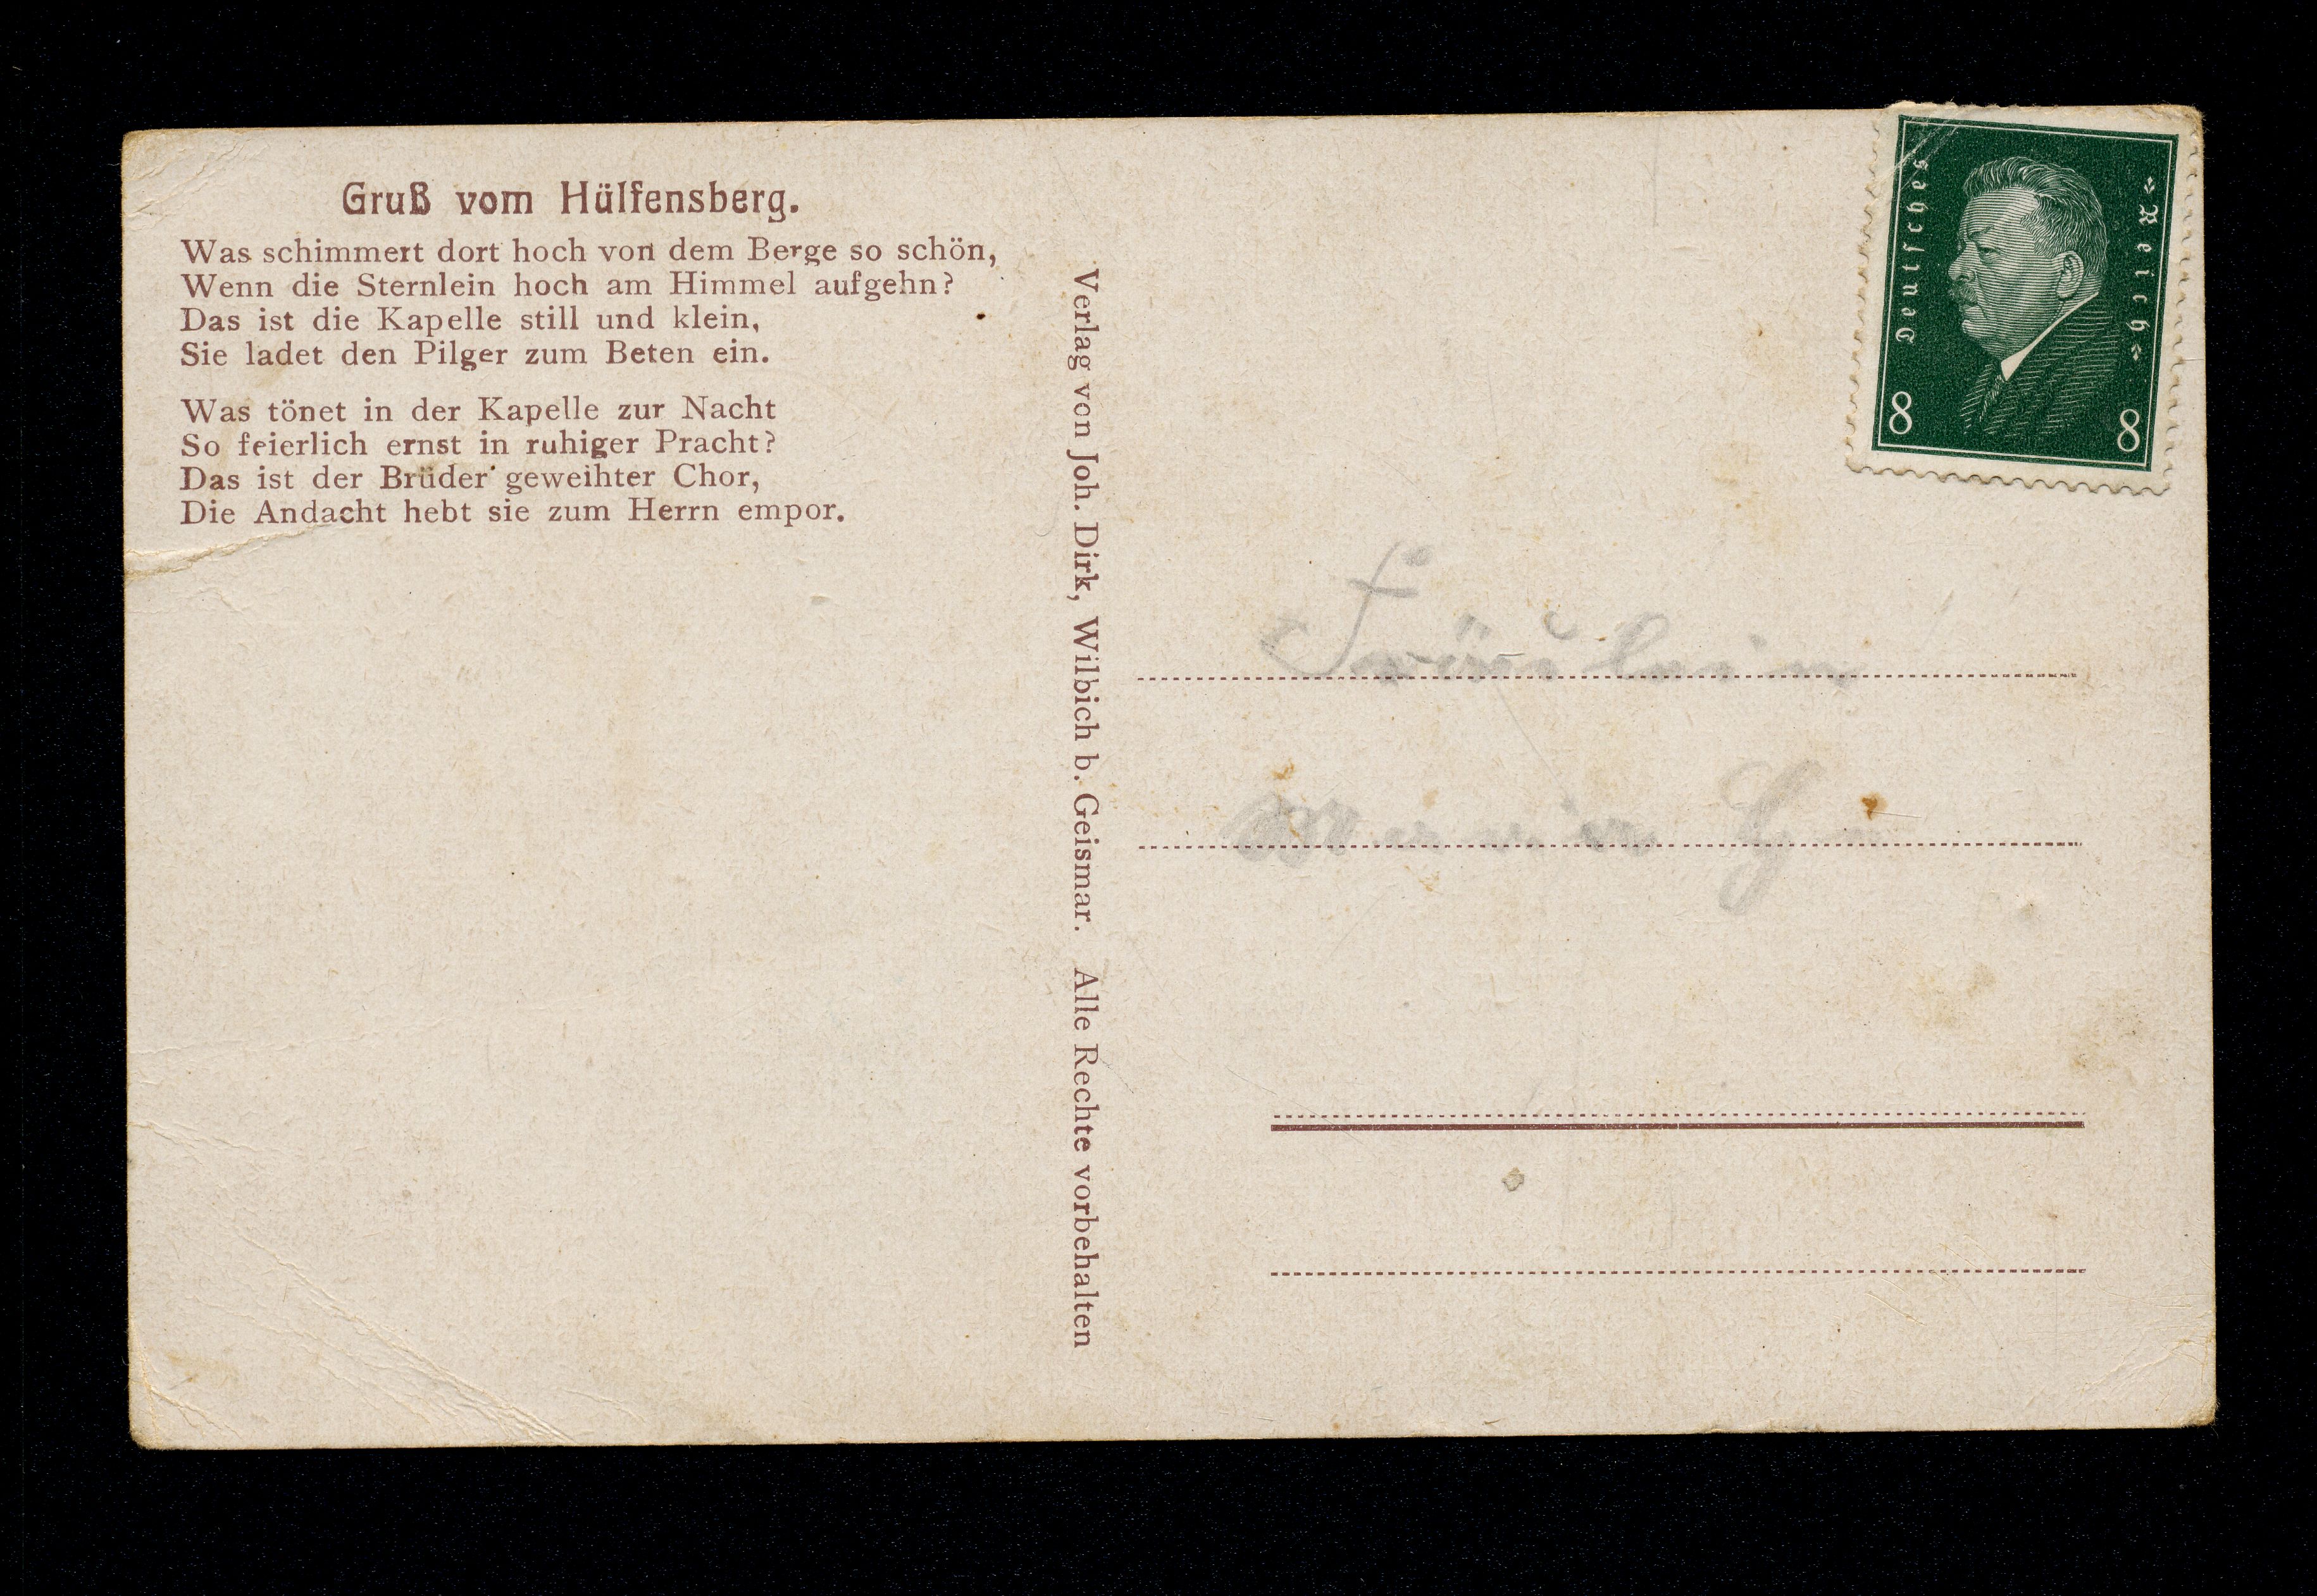 Gruß vom Hülfensberg.
Was schimmert dort hoch von dem Berge so schön,
Wenn die Sternlein hoch am Himmel aufgehn?
Das ist die Kapelle still und klein,
Sie ladet den Pilger zum Beten ein.
Was tönet in der Kapelle zur Nacht
So feierlich ernst in ruhiger Pracht?
Das ist der Brüder geweihter Chor,
Die Andacht hebt sie zum Herrn empor.
Verlag von Joh. Dirk, Wilbich b. Geismar. Alle Rechte vorbehalten
Deutsches Reich
8 8
Fräulein